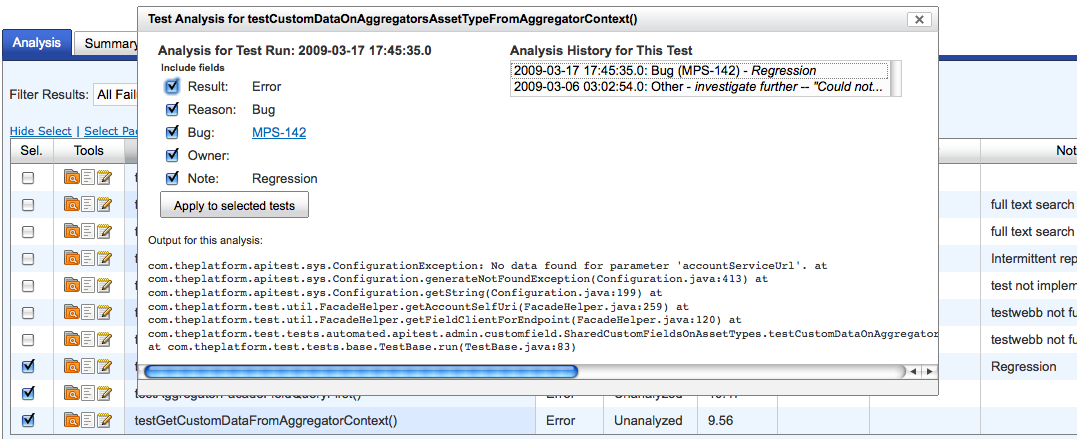 Test Analysis for testCustomDataOnAggregatorsAssetTypeFromAggregatorContext()
Analysis
Summary
Analysis for Test Run: 2009-03-17 17:45:35.0
Include fields
Result: Error
Reason: Bug
Bug: MPS-142
Owner:
Note: Regression
Apply to selected tests
Analysis History for This Test
2009-03-17 17:45:35.0: Bug (MPS-142) - Regression
2009-03-06 03:02:54.0: Other - investigate further -- "Could not...
Output for this analysis:
com.theplatform.apitest.sys.ConfigurationException: No data found for parameter 'accountServiceUrl'. at
com.theplatform.apitest.sys.Configuration.generateNotFoundException(Configuration.java:413) at
com.theplatform.apitest.sys.Configuration.getString(Configuration.java:199) at
com.theplatform.test.util.FacadeHelper.getAccountSelfUri(FacadeHelper.java:259) at
com.theplatform.test.util.FacadeHelper.getFieldClientForEndpoint(FacadeHelper.java:120) at
com.theplatform.test.tests.automated.apitest.admin.customfield.SharedCustomFieldsOnAssetTypes.testCustomDataOnAggregator
at com.theplatform.test.tests.base.TestBase.run(TestBase.java:83)
Filter Results: All Fail
Hide Select | Select
Sel. Tools
full text search
full text search
Intermittent rep
test not implem
testwebb not fu
testwebb not fu
Regression
testGetCustomDataFromAggregatorContext() Error Unanalyzed 9.56